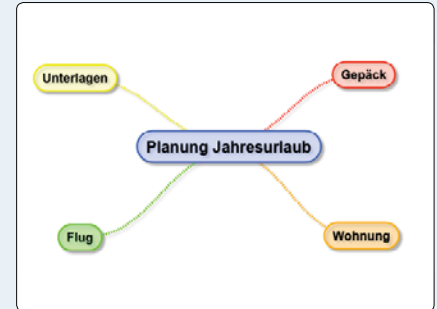 Gepäck
Unterlagen
Planung Jahresurlaub
Flug
Wohnung